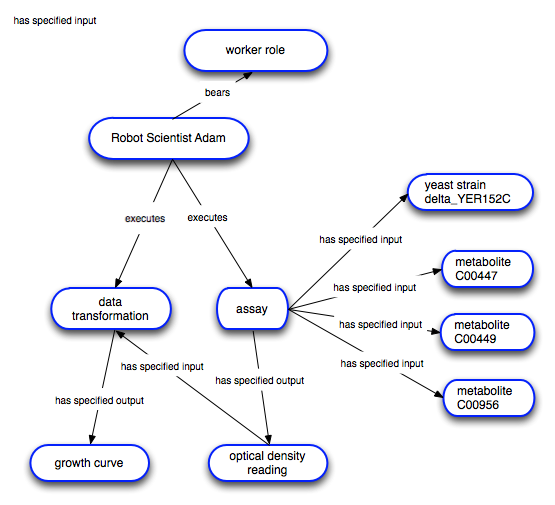 has specified input
worker role
bears
Robot Scientist Adam
executes
executes
yeast strain
delta_YER152C
has specified input
metabolite
C00447
has specified input
data
transformation
assay
has specified input
metabolite
C00449
has specified input
has specified input
has specified output
metabolite
C00956
has specified output
growth curve
optical density
reading